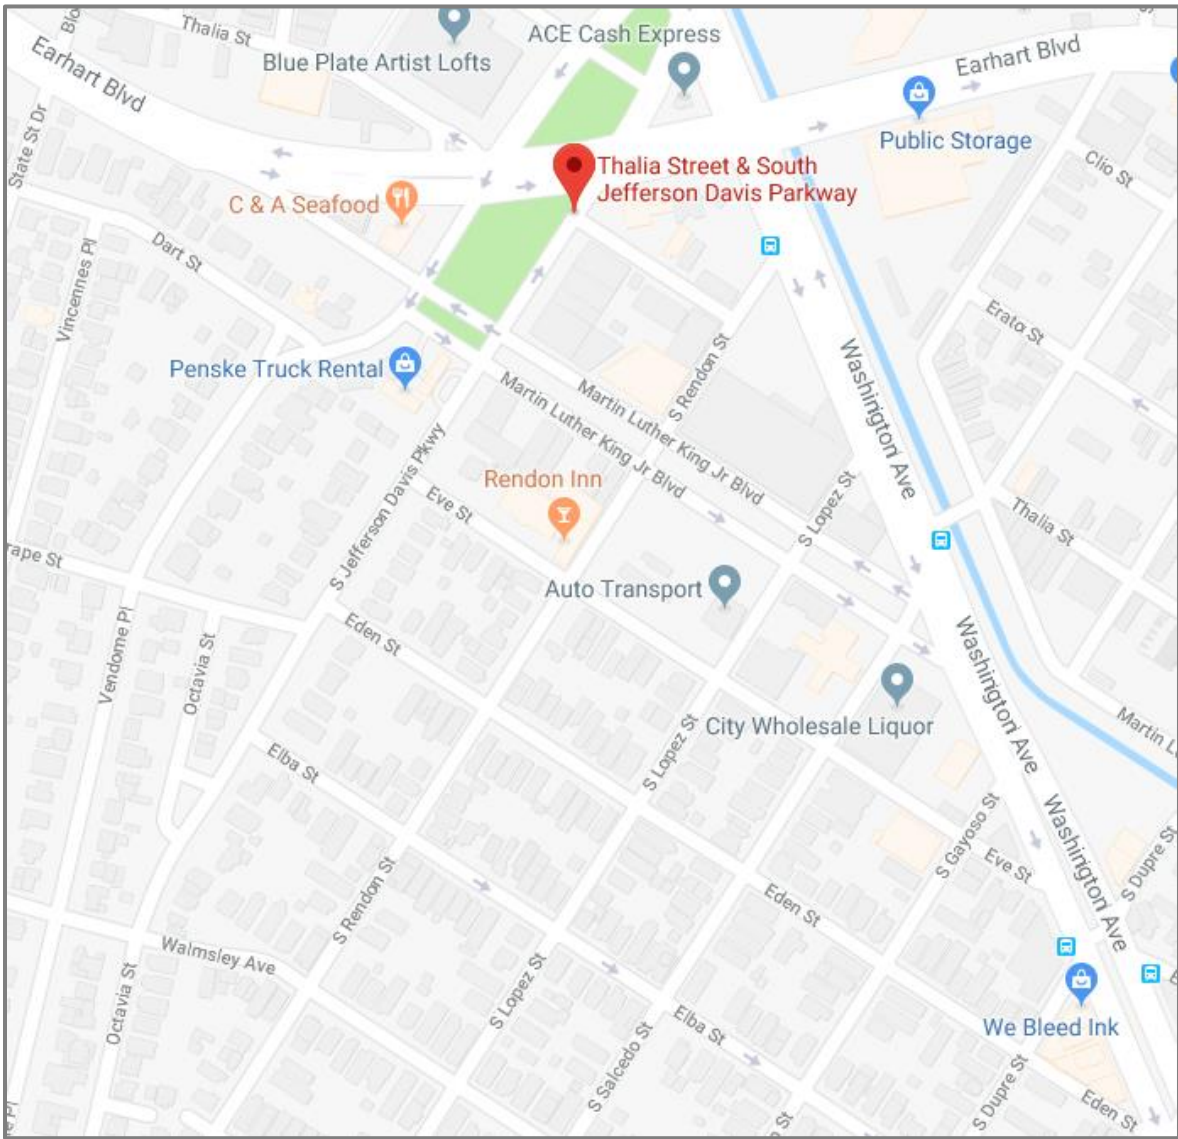 Thalia St
ACE Cash Express
Blue Plate Artist Lofts
Earhart Blvd
Earhart Blvd
State St Dr
Public Storage
Clio St
Thalia Street & South
Jefferson Davis Parkway
C & A Seafood
Dart St
Vincennes Pl
Erato St
Penske Truck Rental
S Rendon St
Washington Ave
Martin Luther King Jr Blvd
Martin Luther King Jr Blvd
S Jefferson Davis Pkwy
Rendon Inn
Eve St
S Lopez St
Thalia St
rape St
Auto Transport
Eden St
Vendome Pl
Octavia St
Washington Ave
City Wholesale Liquor
S Lopez St
Martin L
Elba St
Washington Ave
S Gayoso St
Eve St
S Dupre St
S Rendon St
Eden St
Walmsley Ave
Octavia St
S Lopez St
We Bleed Ink
Elba St
S Salcedo St
S Dupre St
Eden St
St